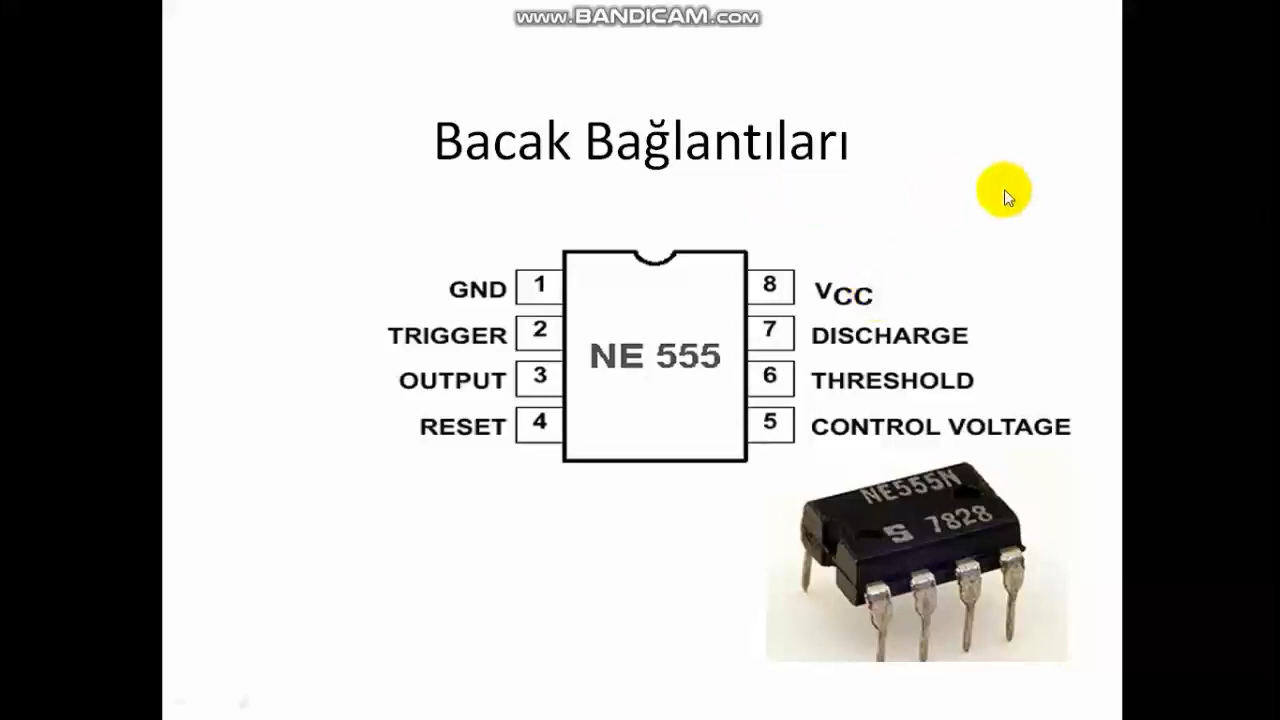 www.BANDICAM.com
Bacak Bağlantıları
GND 1 8 VCC
TRIGGER 2 7 DISCHARGE
NE 555
OUTPUT 3 6 THRESHOLD
RESET 4 5 CONTROL VOLTAGE
NE555N
S 7828